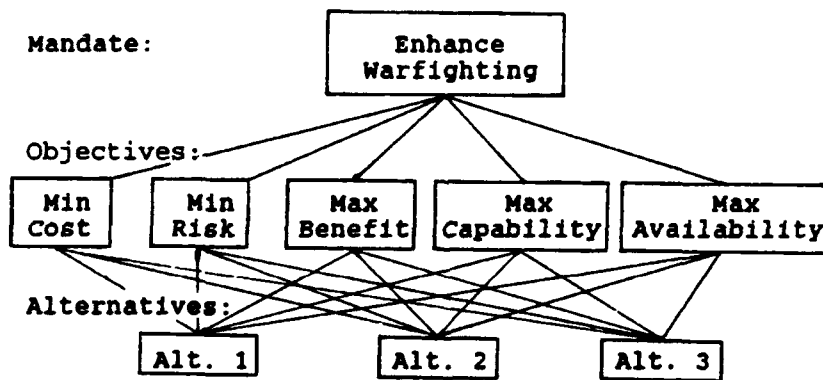 Mandate:
Enhance
Warfighting
Objectives:
Min
Cost
Min
Risk
Max
Benefit
Max
Capability
Max
Availability
Alternatives:
Alt. 1
Alt. 2
Alt. 3